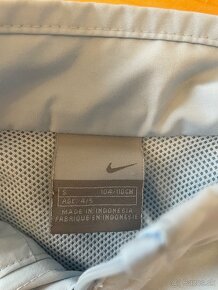 S 104-110CM
AGE: 4/5
MADE IN INDONESIA
FABRIQUE EN INDONESIE